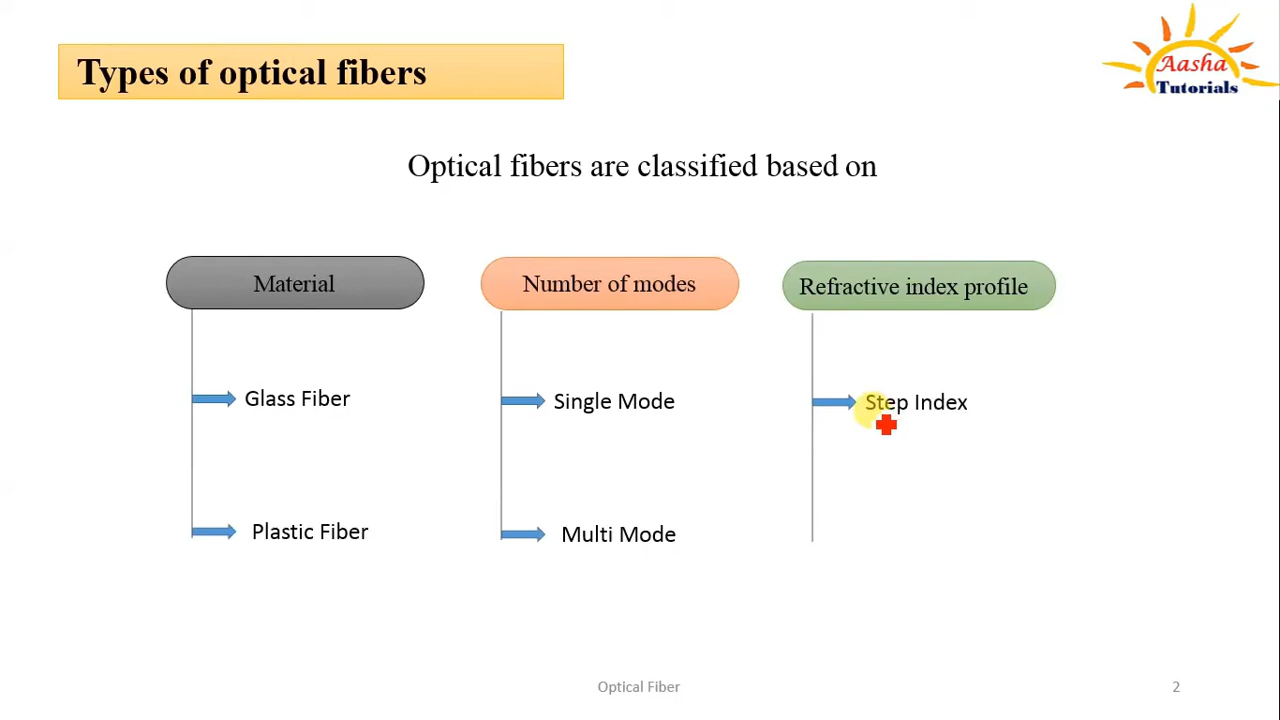 Types of optical fibers
Aasha
Tutorials
Optical fibers are classified based on
Material
Number of modes
Refractive index profile
Glass Fiber
Single Mode
Step Index
Plastic Fiber
Multi Mode
Optical Fiber
2